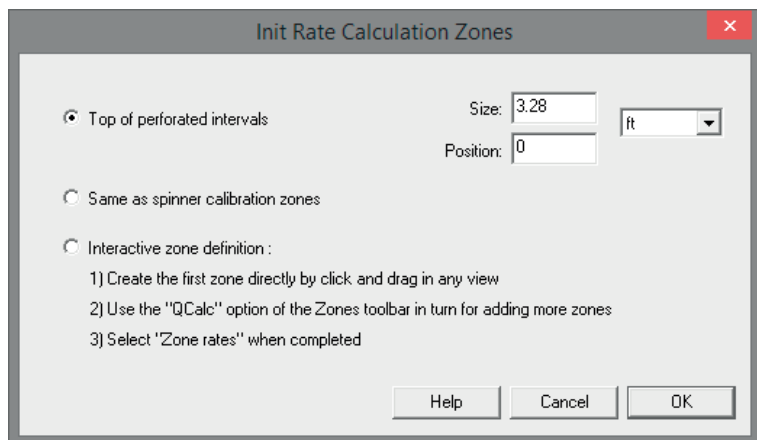 Init Rate Calculation Zones
Top of perforated intervals
Size: 3.28
ft
Position: 0
Same as spinner calibration zones
Interactive zone definition :
1) Create the first zone directly by click and drag in any view
2) Use the "QCalc" option of the Zones toolbar in turn for adding more zones
3) Select "Zone rates" when completed
Help Cancel OK